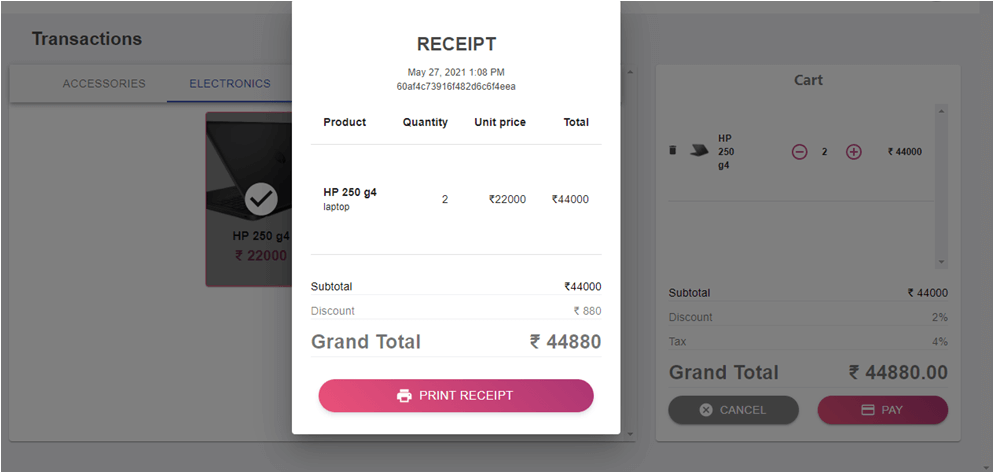 Transactions
ACCESSORIES ELECTRONICS
HP 250 g4
₹ 22000
RECEIPT
May 27, 2021 1:08 PM
60af4c73916f482d6c6f4eea
Product Quantity Unit price Total
HP 250 g4 2 ₹22000 ₹44000
laptop
Subtotal ₹44000
Discount ₹ 880
Grand Total ₹ 44880
PRINT RECEIPT
Cart
HP
250
g4
2 ₹ 44000
Subtotal ₹ 44000
Discount 2%
Tax 4%
Grand Total ₹ 44880.00
CANCEL PAY